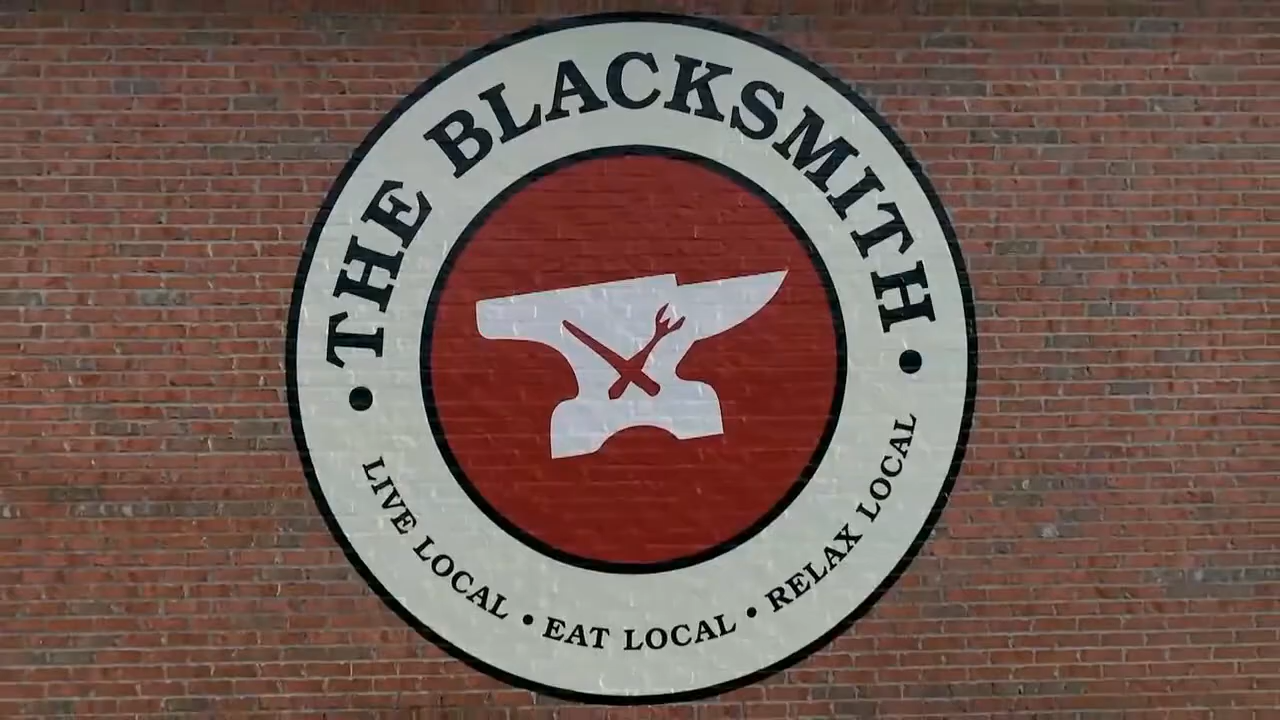 • THE BLACKSMITH •
LIVE LOCAL • EAT LOCAL • RELAX LOCAL